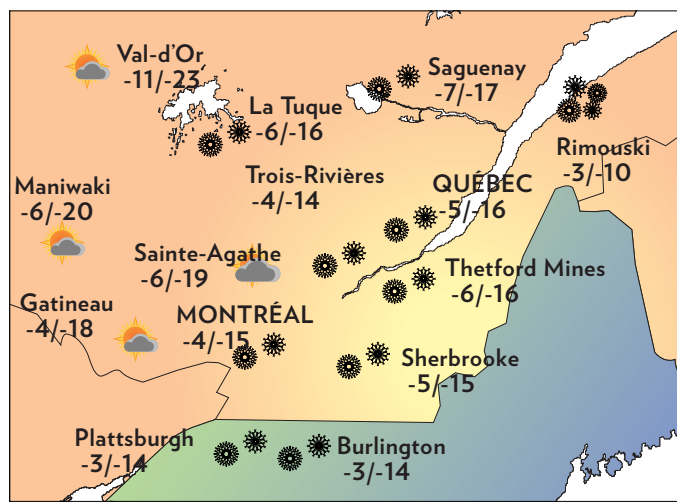 Val-d'Or
-11/-23
Saguenay
-7/-17
La Tuque
-6/-16
Rimouski
-3/-10
Trois-Rivières
-4/-14
Maniwaki
-6/-20
QUÉBEC
-5/-16
Sainte-Agathe
-6/-19
Thetford Mines
-6/-16
Gatineau
-4/-18
MONTRÉAL
-4/-15
Sherbrooke
-5/-15
Plattsburgh
-3/-14
Burlington
-3/-14